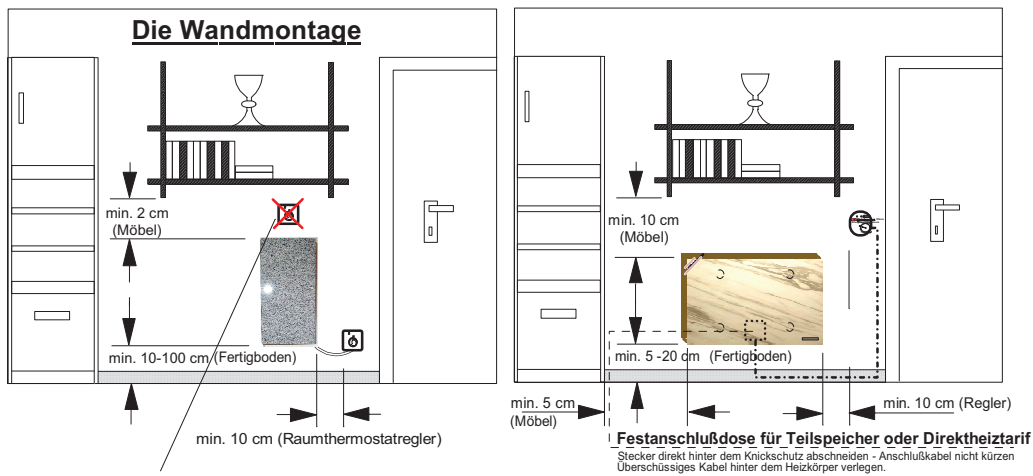 Die Wandmontage
min. 2 cm
(Möbel)
min. 10-100 cm (Fertigboden)
min. 10 cm (Raumthermostatregler)
min. 10 cm
(Möbel)
min. 5 -20 cm (Fertigboden)
min. 5 cm
(Möbel)
min. 10 cm (Regler)
Festanschlußdose für Teilspeicher oder Direktheiztarif
Stecker direkt hinter dem Knickschutz abschneiden - Anschlußkabel nicht kürzen
Überschüssiges Kabel hinter dem Heizkörper verlegen.